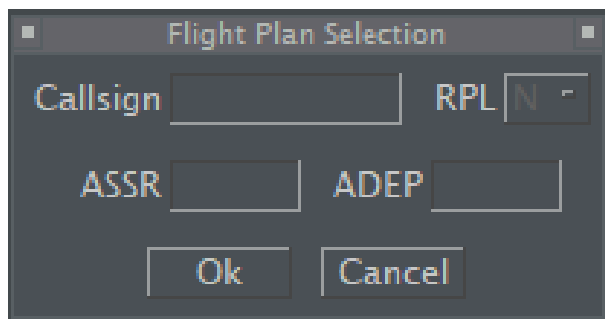 Flight Plan Selection
Callsign RPL N
ASSR ADEP
Ok Cancel